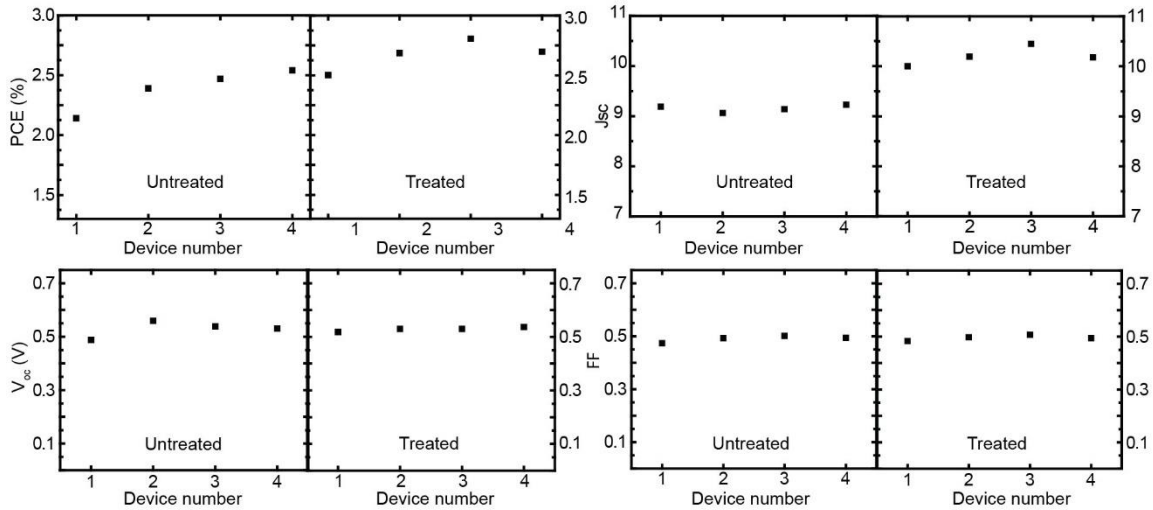 PCE (%)
3.0
2.5
2.0
1.5
Untreated
1 2 3 4
Device number
Treated
3.0
2.5
2.0
1.5
1 2 3 4
Device number
Jsc
11
10
9
8
7
Untreated
1 2 3 4
Device number
Treated
11
10
9
8
7
1 2 3 4
Device number
Voc (V)
0.7
0.5
0.3
0.1
Untreated
1 2 3 4
Device number
Treated
0.7
0.5
0.3
0.1
1 2 3 4
Device number
FF
0.7
0.5
0.3
0.1
Untreated
1 2 3 4
Device number
Treated
0.7
0.5
0.3
0.1
1 2 3 4
Device number